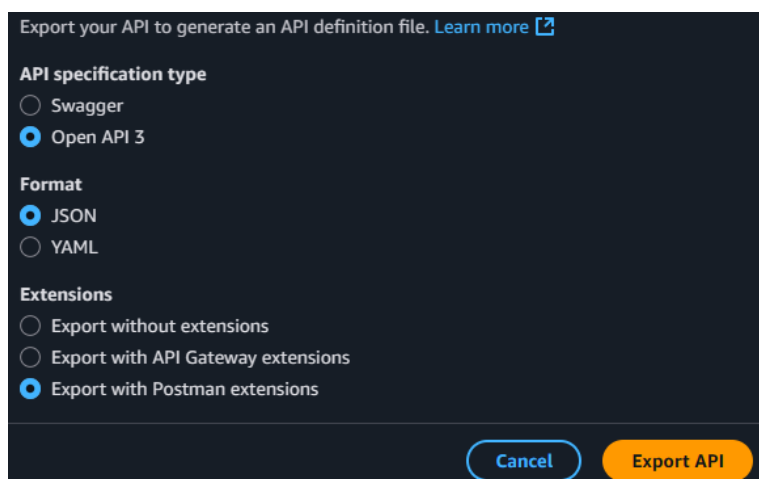 Export your API to generate an API definition file. Learn more
API specification type
Swagger
Open API 3
Format
JSON
YAML
Extensions
Export without extensions
Export with API Gateway extensions
Export with Postman extensions
Cancel
Export API